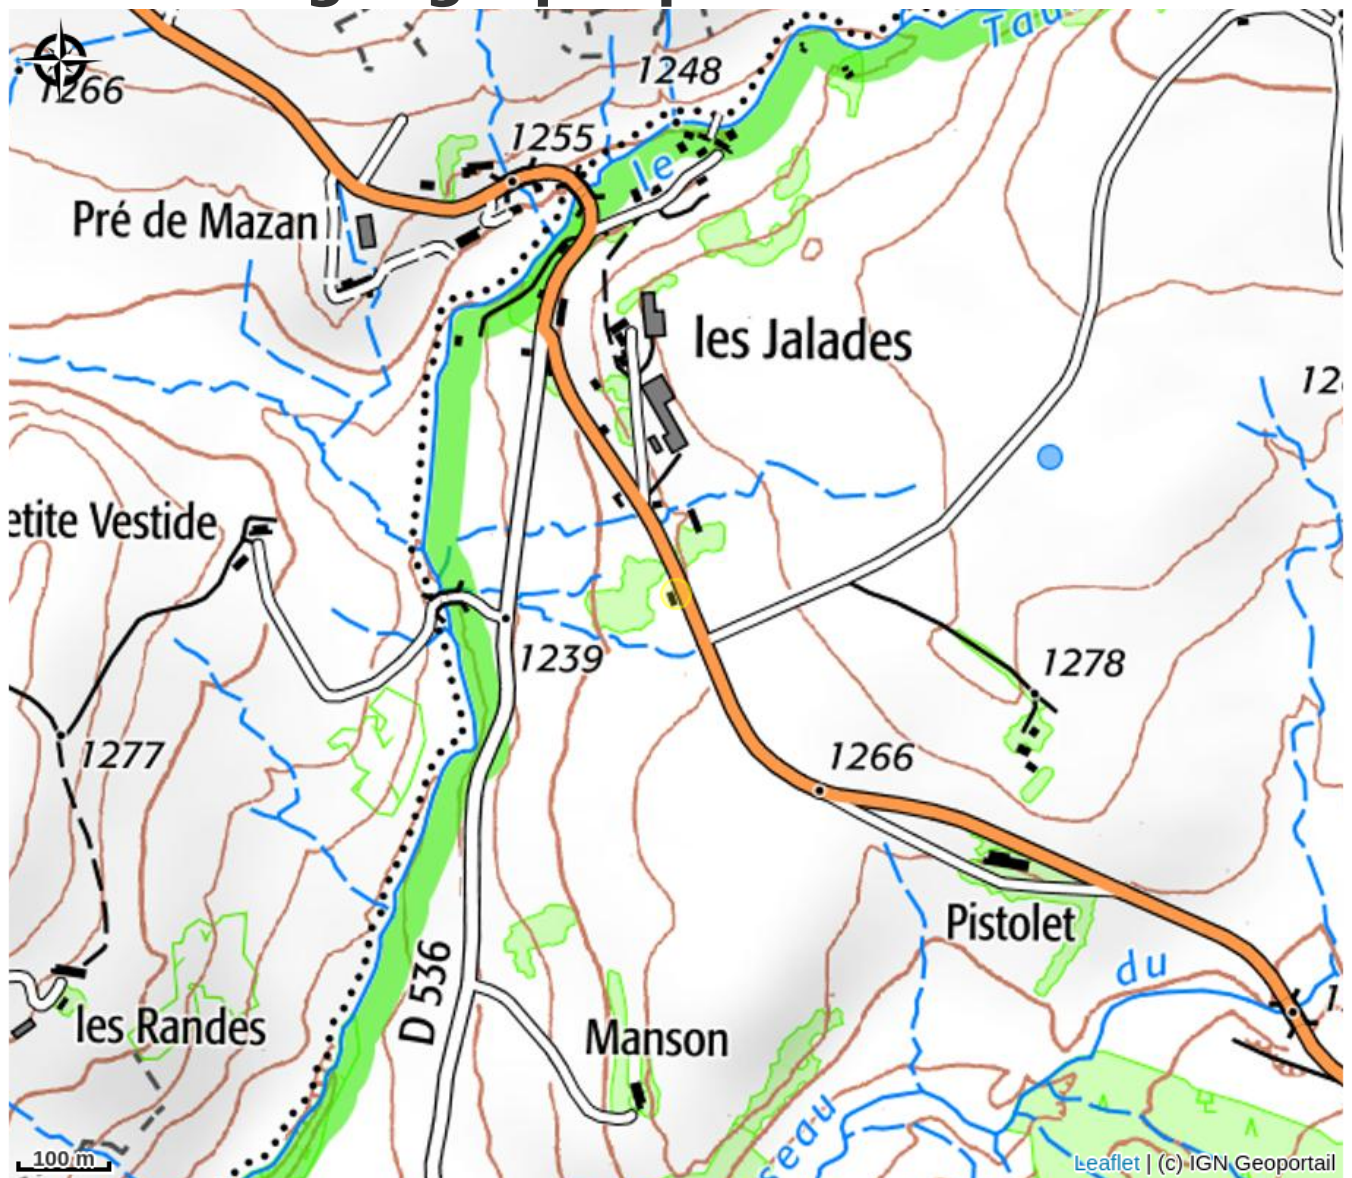 1266
1248
1255
le
Pré de Mazan
les Jalades
etite Vestide
1239
1278
1277
1266
Pistolet
du
D 536
les Randes
Manson
seau
100 m
Leaflet | (c) IGN Geoportail